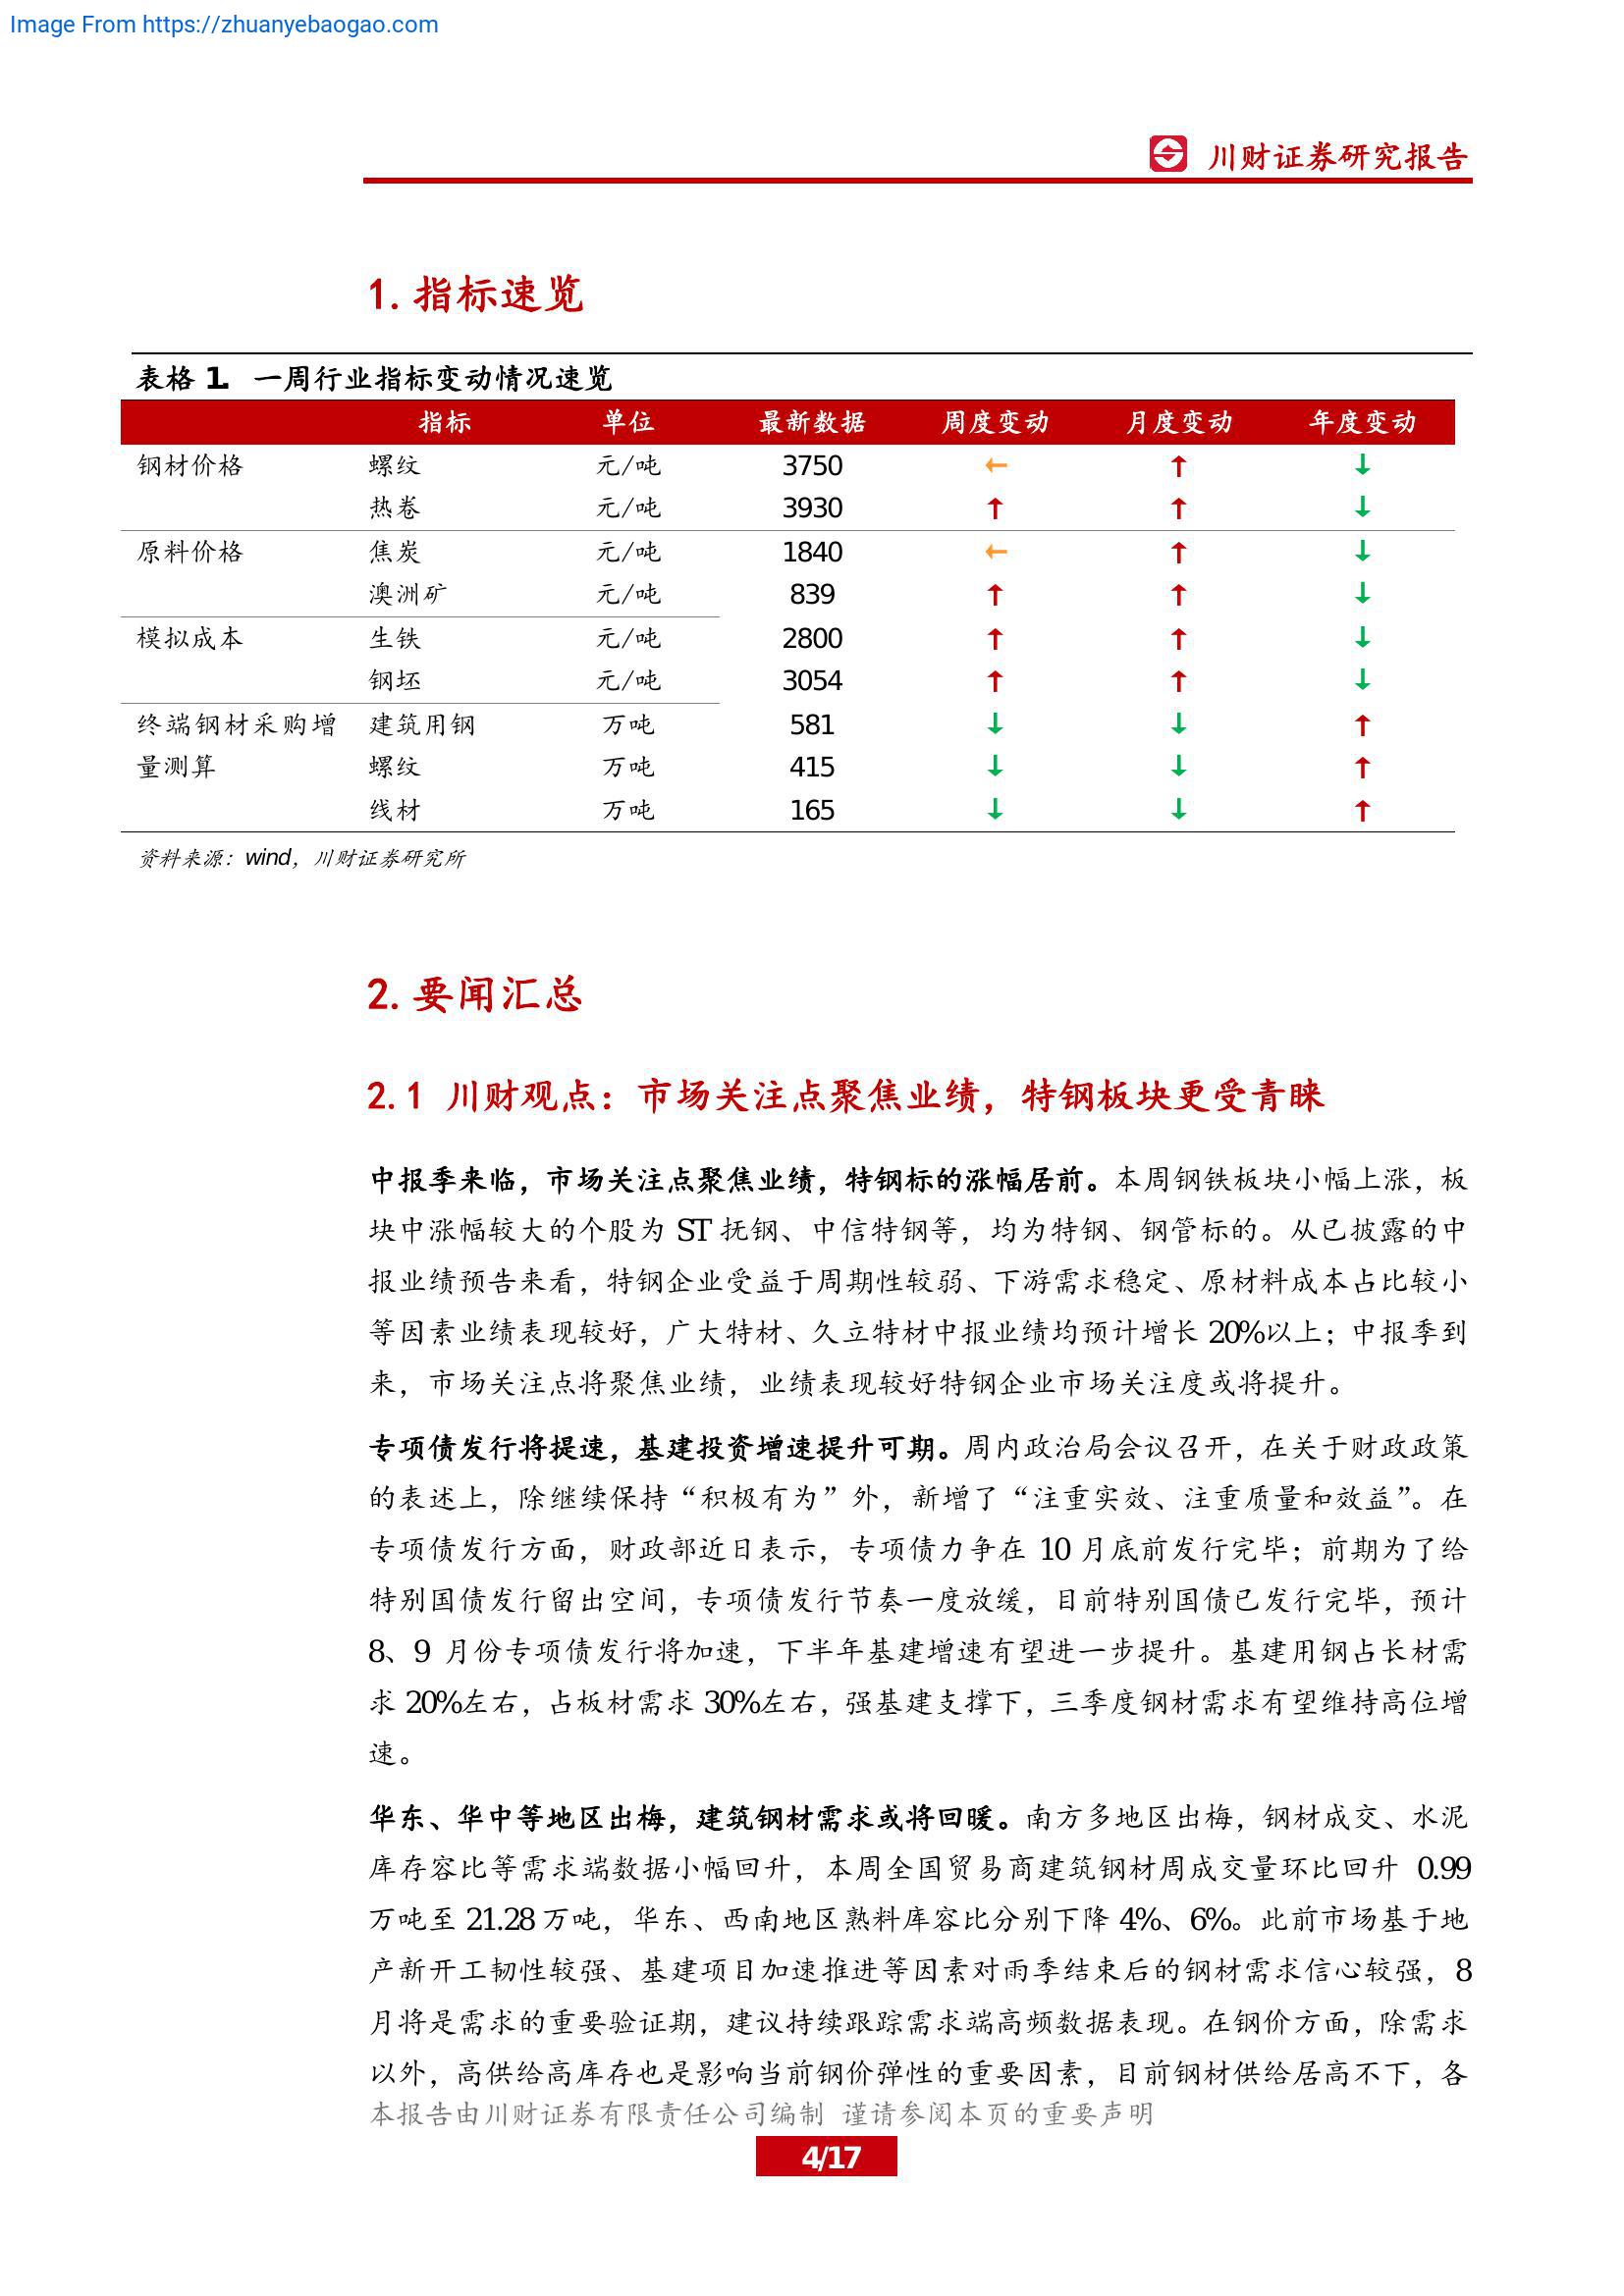 Image From https://zhuanyebaogao.com
川财证券研究报告
1.指标速览
表格 1. 一周行业指标变动情况速览
指标 单位 最新数据 周度变动 月度变动 年度变动
钢材价格 螺纹 元/吨 3750 ← ↑ ↓
热卷 元/吨 3930 ↑ ↑ ↓
原料价格 焦炭 元/吨 1840 ← ↑ ↓
澳洲矿 元/吨 839 ↑ ↑ ↓
模拟成本 生铁 元/吨 2800 ↑ ↑ ↓
钢坯 元/吨 3054 ↑ ↑ ↓
终端钢材采购增 建筑用钢 万吨 581 ↓ ↓ ↑
量测算 螺纹 万吨 415 ↓ ↓ ↑
线材 万吨 165 ↓ ↓ ↑
资料来源：wind，川财证券研究所
2.要闻汇总
2.1 川财观点：市场关注点聚焦业绩，特钢板块更受青睐
中报季来临，市场关注点聚焦业绩，特钢标的涨幅居前。本周钢铁板块小幅上涨，板
块中涨幅较大的个股为 ST 抚钢、中信特钢等，均为特钢、钢管标的。从已披露的中
报业绩预告来看，特钢企业受益于周期性较弱、下游需求稳定、原材料成本占比较小
等因素业绩表现较好，广大特材、久立特材中报业绩均预计增长 20%以上；中报季到
来，市场关注点将聚焦业绩，业绩表现较好特钢企业市场关注度或将提升。
专项债发行将提速，基建投资增速提升可期。周内政治局会议召开，在关于财政政策
的表述上，除继续保持“积极有为”外，新增了“注重实效、注重质量和效益”。在
专项债发行方面，财政部近日表示，专项债力争在 10 月底前发行完毕；前期为了给
特别国债发行留出空间，专项债发行节奏一度放缓，目前特别国债已发行完毕，预计
8、9 月份专项债发行将加速，下半年基建增速有望进一步提升。基建用钢占长材需
求 20%左右，占板材需求 30%左右，强基建支撑下，三季度钢材需求有望维持高位增
速。
华东、华中等地区出梅，建筑钢材需求或将回暖。南方多地区出梅，钢材成交、水泥
库存容比等需求端数据小幅回升，本周全国贸易商建筑钢材周成交量环比回升 0.99
万吨至 21.28 万吨，华东、西南地区熟料库容比分别下降 4%、6%。此前市场基于地
产新开工韧性较强、基建项目加速推进等因素对雨季结束后的钢材需求信心较强，8
月将是需求的重要验证期，建议持续跟踪需求端高频数据表现。在钢价方面，除需求
以外，高供给高库存也是影响当前钢价弹性的重要因素，目前钢材供给居高不下，各
本报告由川财证券有限责任公司编制 谨请参阅本页的重要声明
4/17